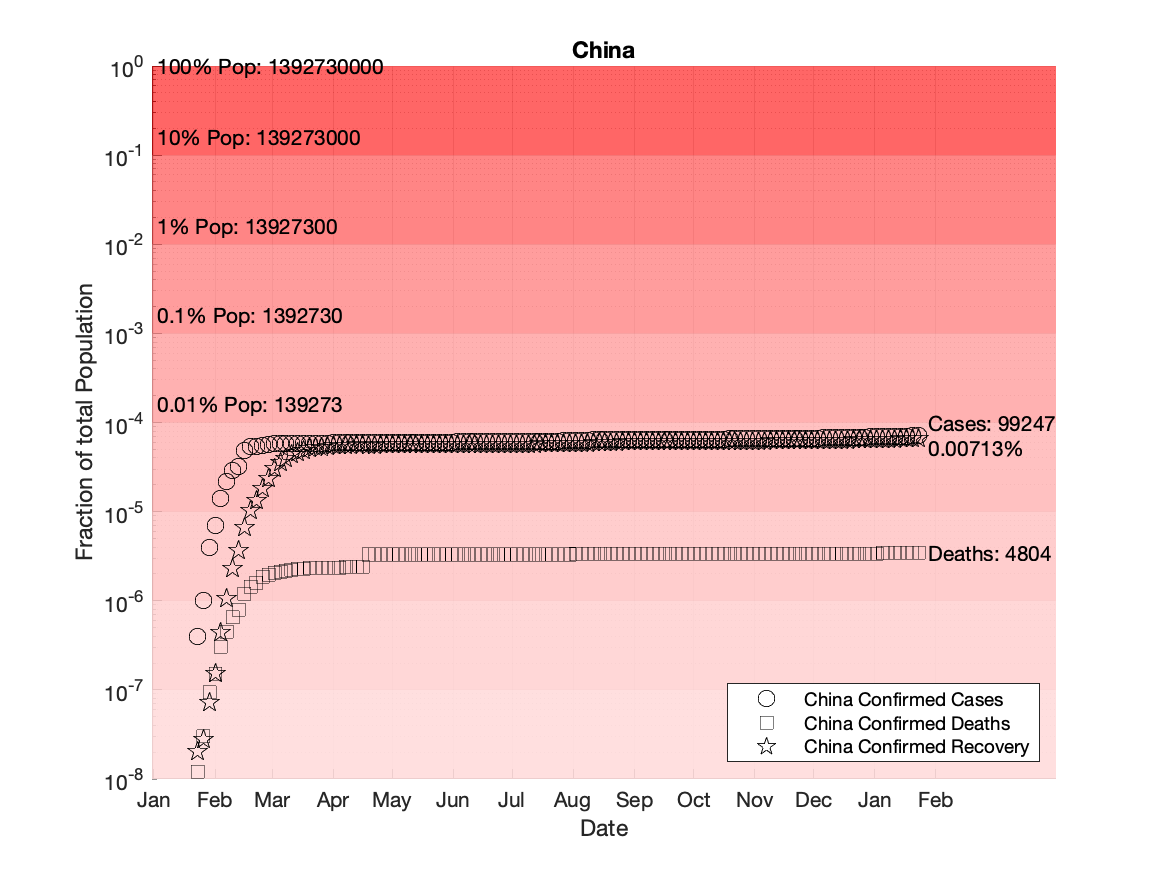 China
10^0
100% Pop: 1392730000
10% Pop: 139273000
10^-1
1% Pop: 13927300
10^-2
0.1% Pop: 1392730
10^-3
0.01% Pop: 139273
10^-4
Cases: 99247
0.00713%
10^-5
Deaths: 4804
10^-6
10^-7
10^-8
Fraction of total Population
China Confirmed Cases
China Confirmed Deaths
China Confirmed Recovery
Jan Feb Mar Apr May Jun Jul Aug Sep Oct Nov Dec Jan Feb
Date